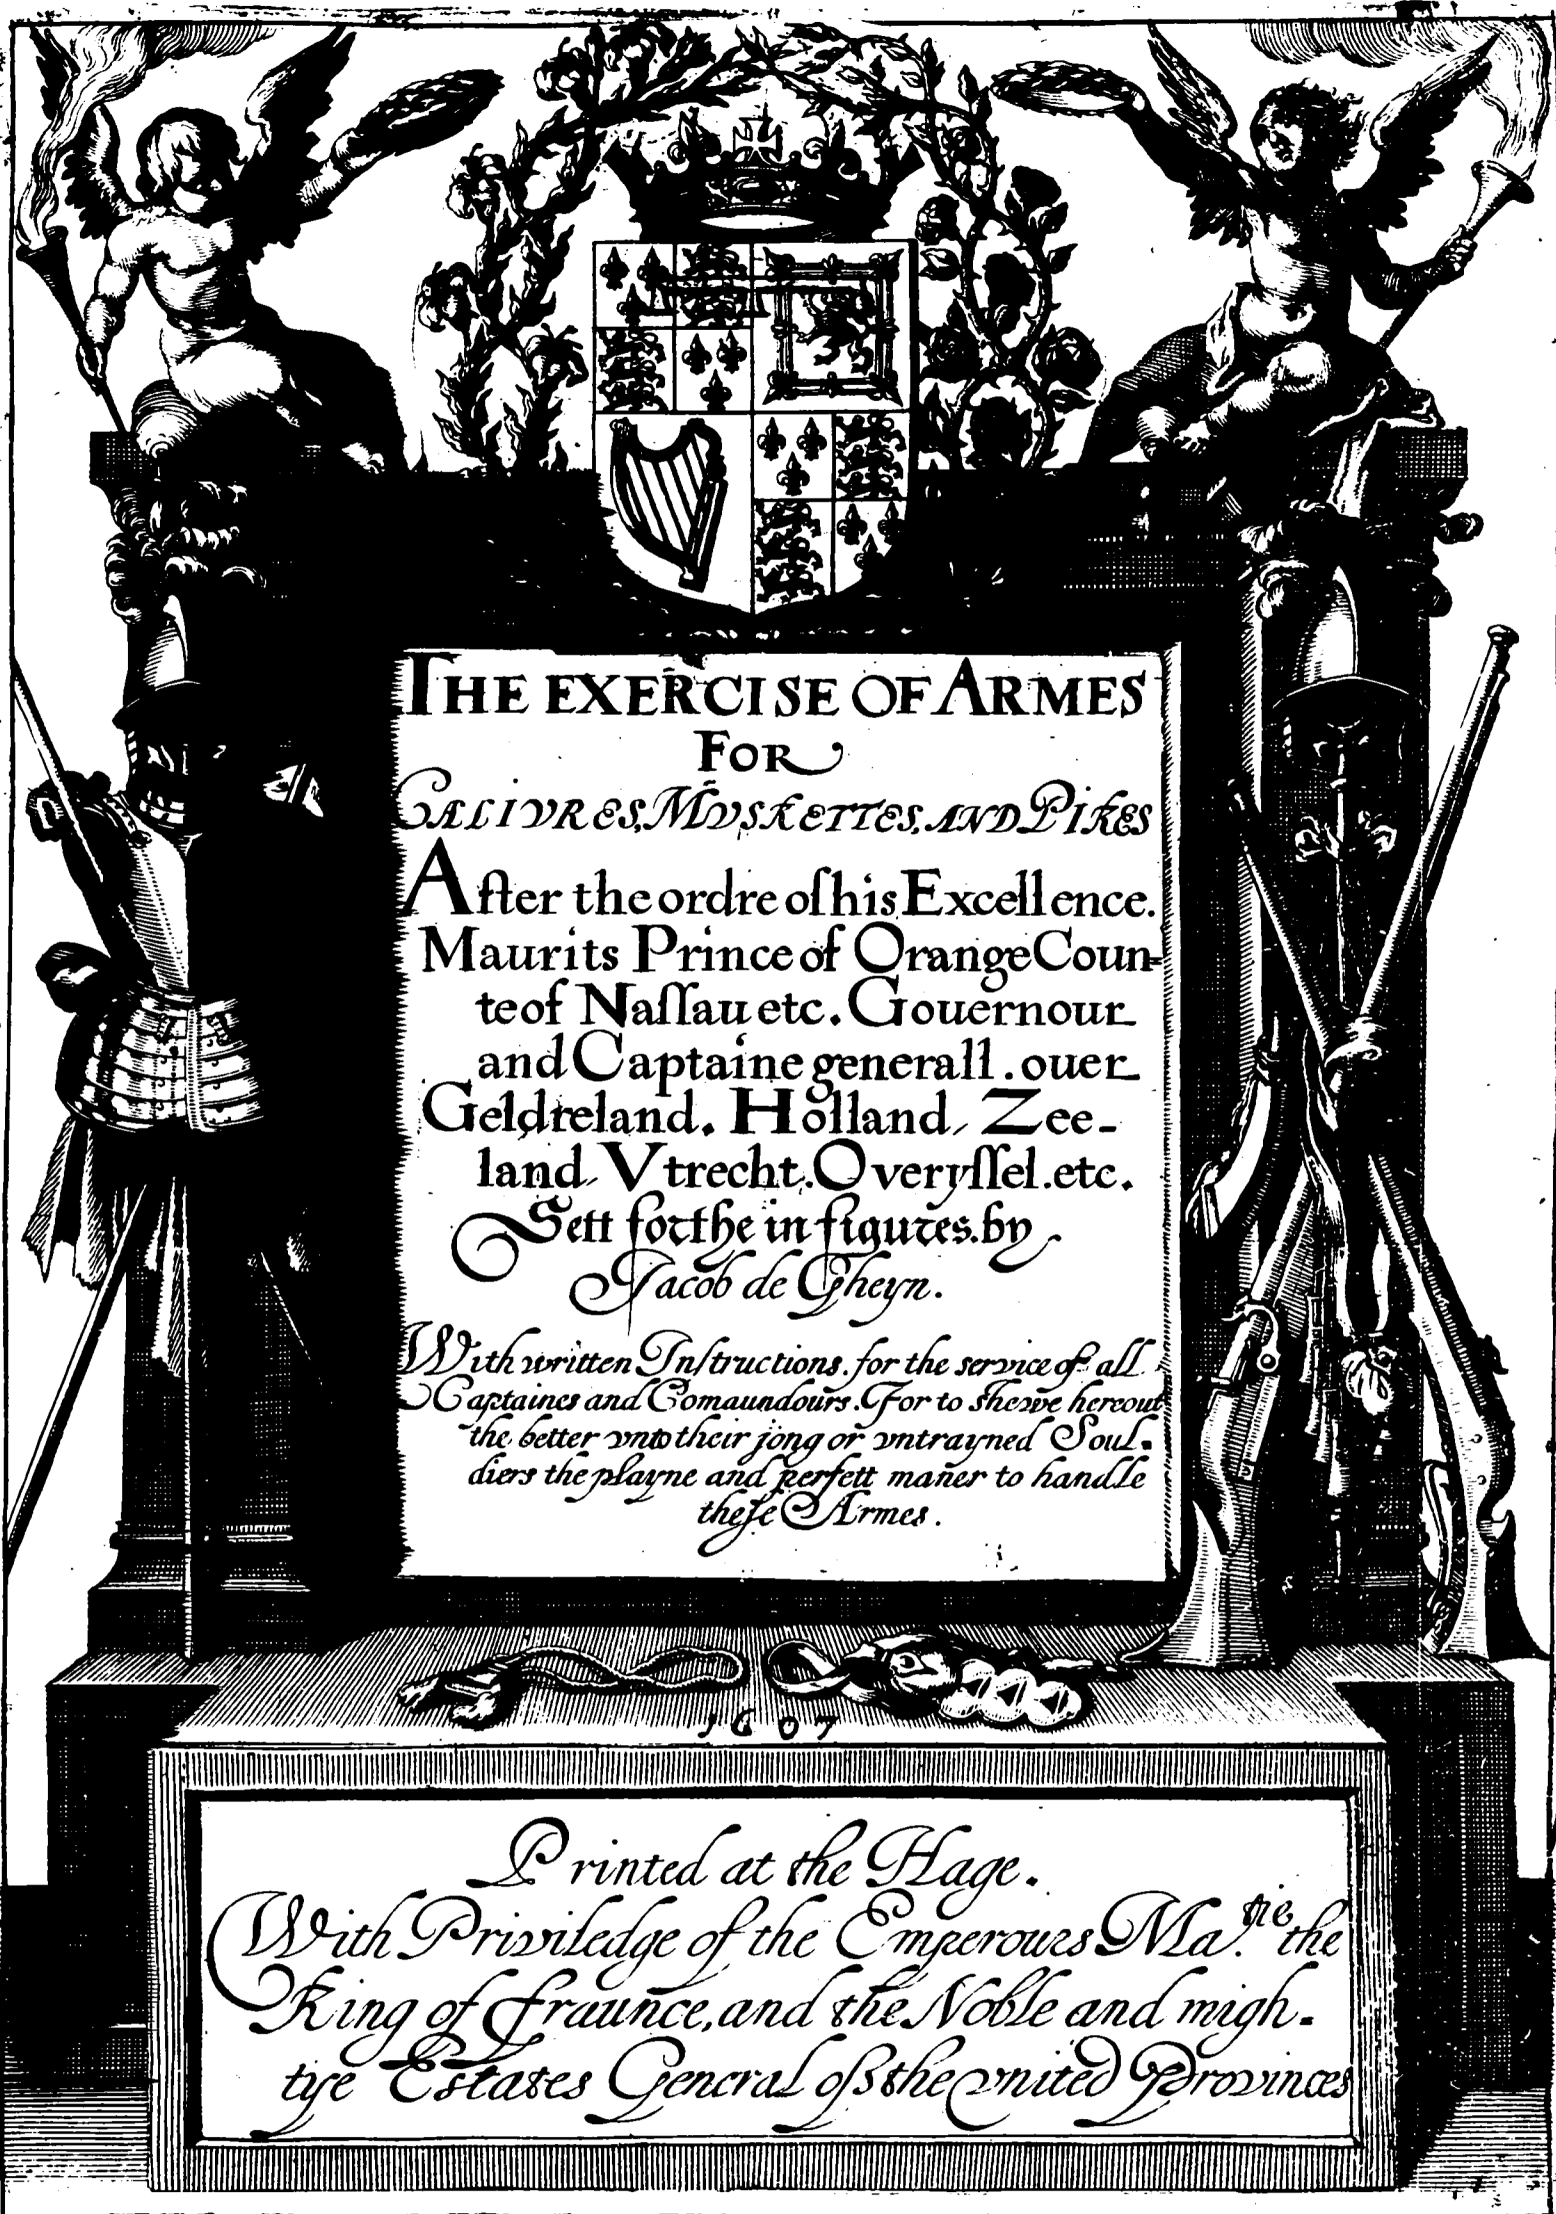 THE EXERCISE OF ARMES
FOR
CALIVRES, MVSKETTES, AND PIKES
After the ordre of his Excellence.
Maurits Prince of Orange Coun=
te of Naſſau etc. Gouernour
and Captaine generall. ouer
Geldreland. Holland, Zee-
land, Vtrecht. Overyſſel. etc.
Sett forthe in figures. by
Jacob de Gheyn.
With written Inſtructions. for the service of all
Captaines and Comaundours. For to shewe hereout
the better vnto their jong or vntrayned Soul-
diers the playne and perfett mañer to handle
theſe Armes.
1607
Printed at the Hage.
With Priviledge of the Emperours Ma.tie the
King of Fraunce, and the Noble and migh-
tye Estates General of the vnited Provinces